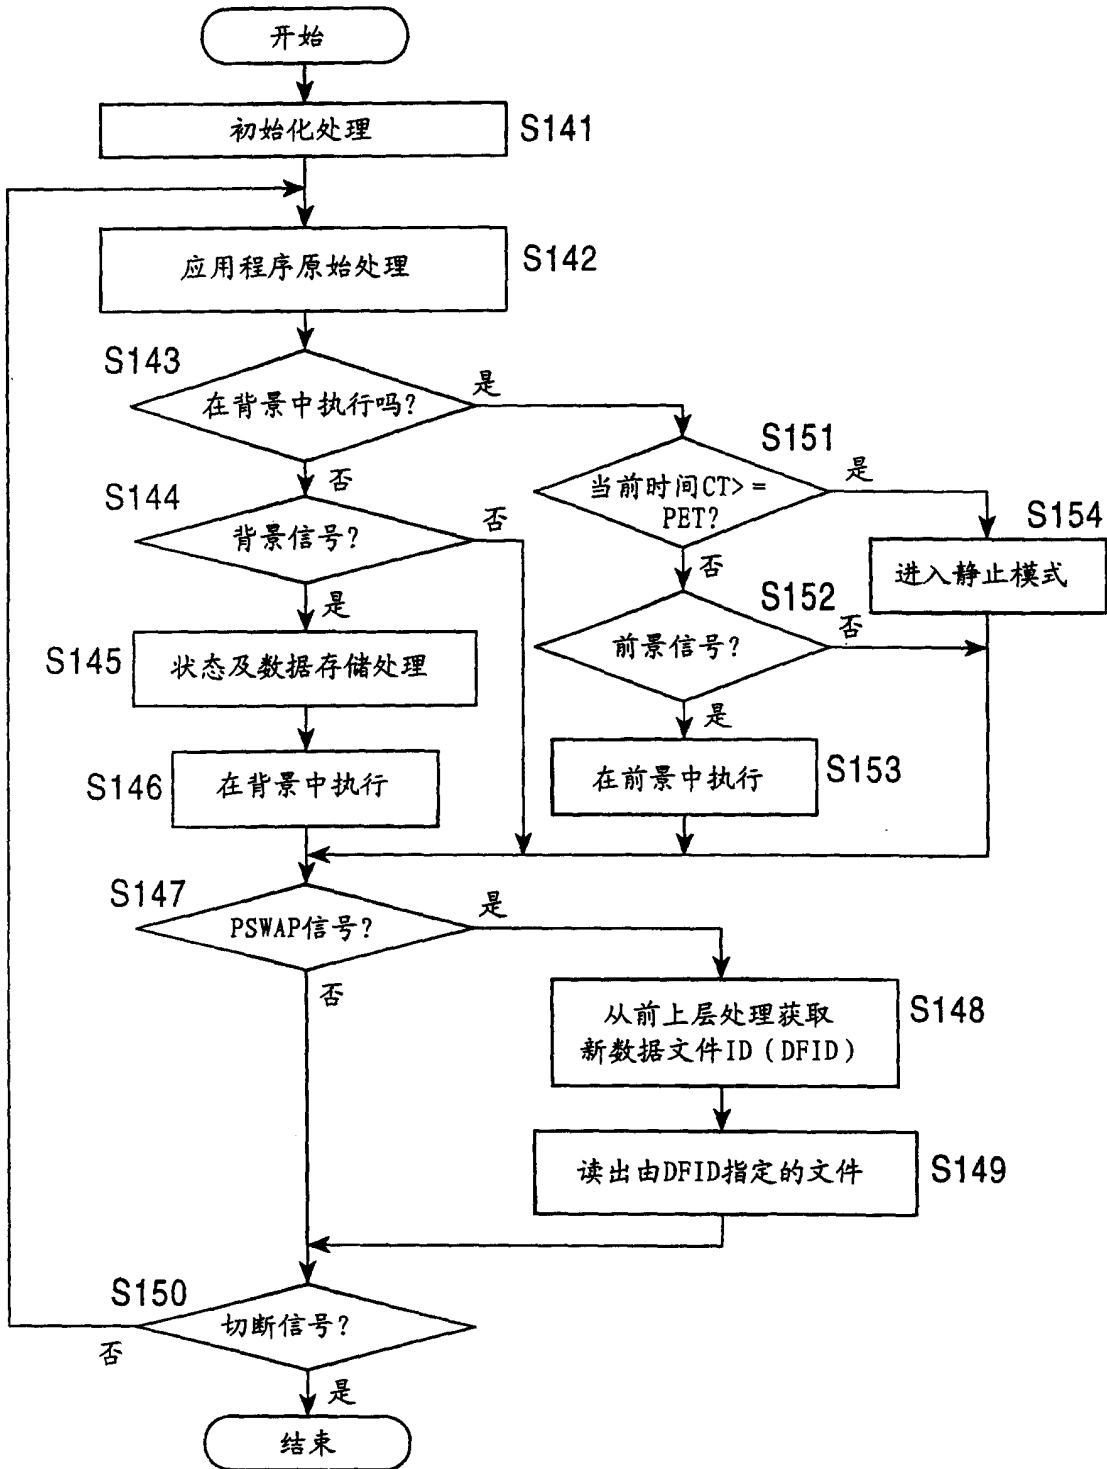 开始
初始化处理
S141
应用程序原始处理
S142
S143
在背景中执行吗?
是
否
S151
当前时间CT>=
PET?
是
否
S144
背景信号?
否
是
S154
进入静止模式
S152
前景信号?
否
是
S145
状态及数据存储处理
S146
在背景中执行
在前景中执行
S153
S147
PSWAP信号?
是
否
从前上层处理获取
新数据文件ID(DFID)
S148
读出由DFID指定的文件
S149
S150
切断信号?
否
是
结束